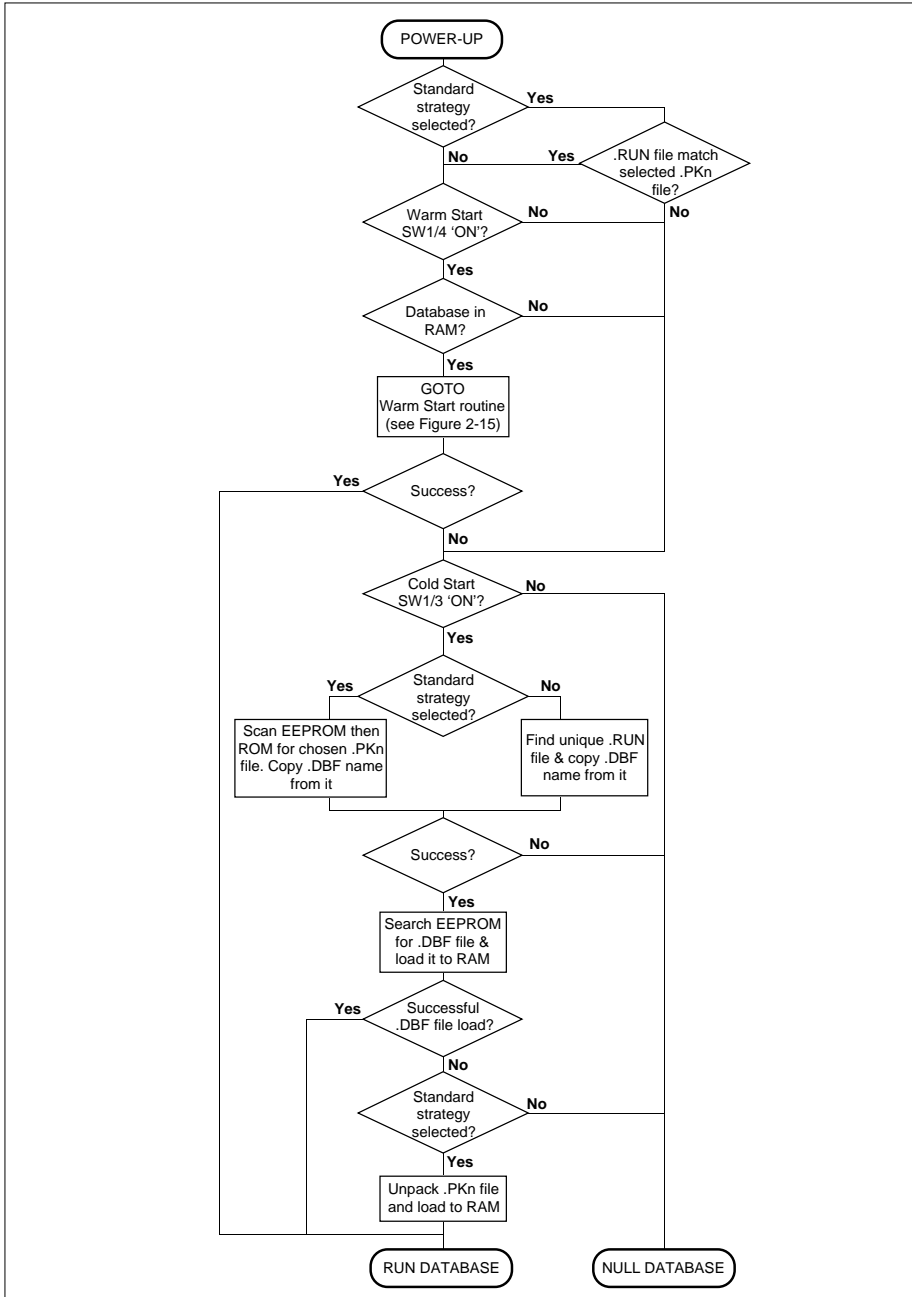 POWER-UP
Standard
strategy
selected?
Yes
No
Yes
.RUN file match
selected .PKn
file?
No
Warm Start
SW1/4 ‘ON’?
No
Yes
Database in
RAM?
No
Yes
GOTO
Warm Start routine
(see Figure 2-15)
Yes
Success?
No
Cold Start
SW1/3 ‘ON’?
No
Yes
Yes
Standard
strategy
selected?
No
Scan EEPROM then
ROM for chosen .PKn
file. Copy .DBF name
from it
Find unique .RUN
file & copy .DBF
name from it
Success?
No
Yes
Search EEPROM
for .DBF file &
load it to RAM
Yes
Successful
.DBF file load?
No
Standard
strategy
selected?
No
Yes
Unpack .PKn file
and load to RAM
RUN DATABASE
NULL DATABASE